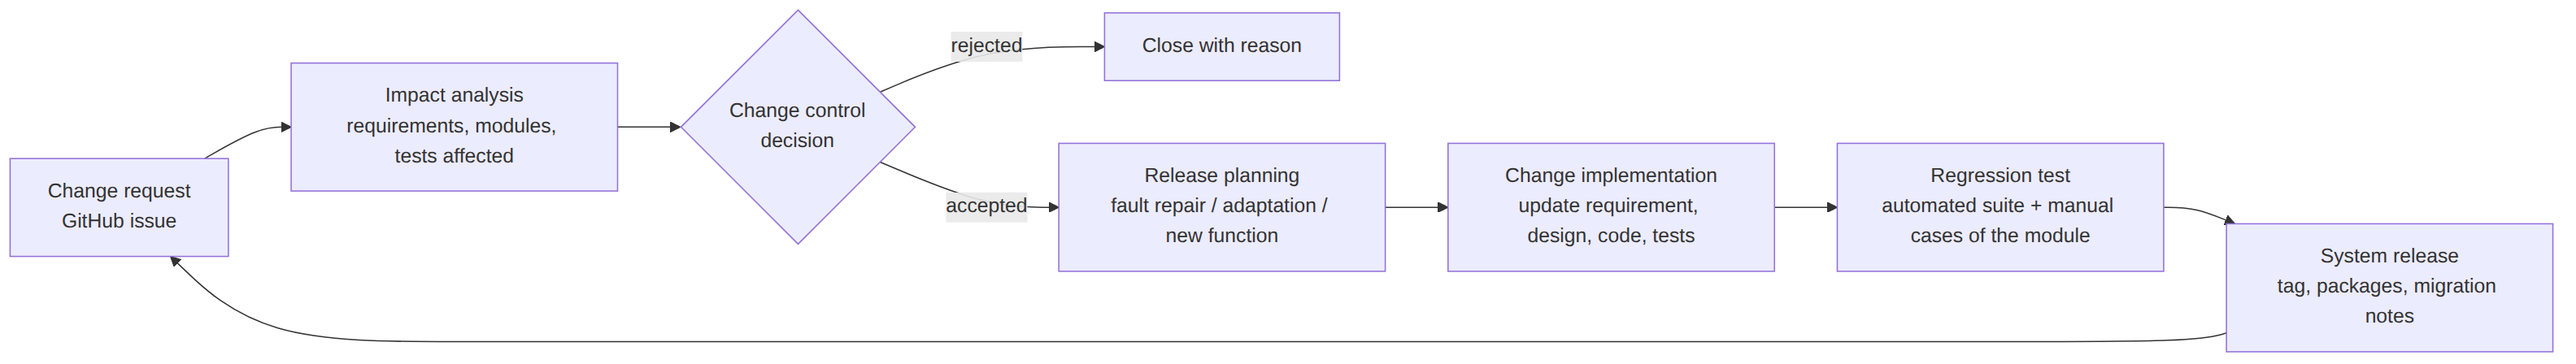 Change request
GitHub issue
Impact analysis
requirements, modules,
tests affected
Change control
decision
rejected
Close with reason
accepted
Release planning
fault repair / adaptation /
new function
Change implementation
update requirement,
design, code, tests
Regression test
automated suite + manual
cases of the module
System release
tag, packages, migration
notes